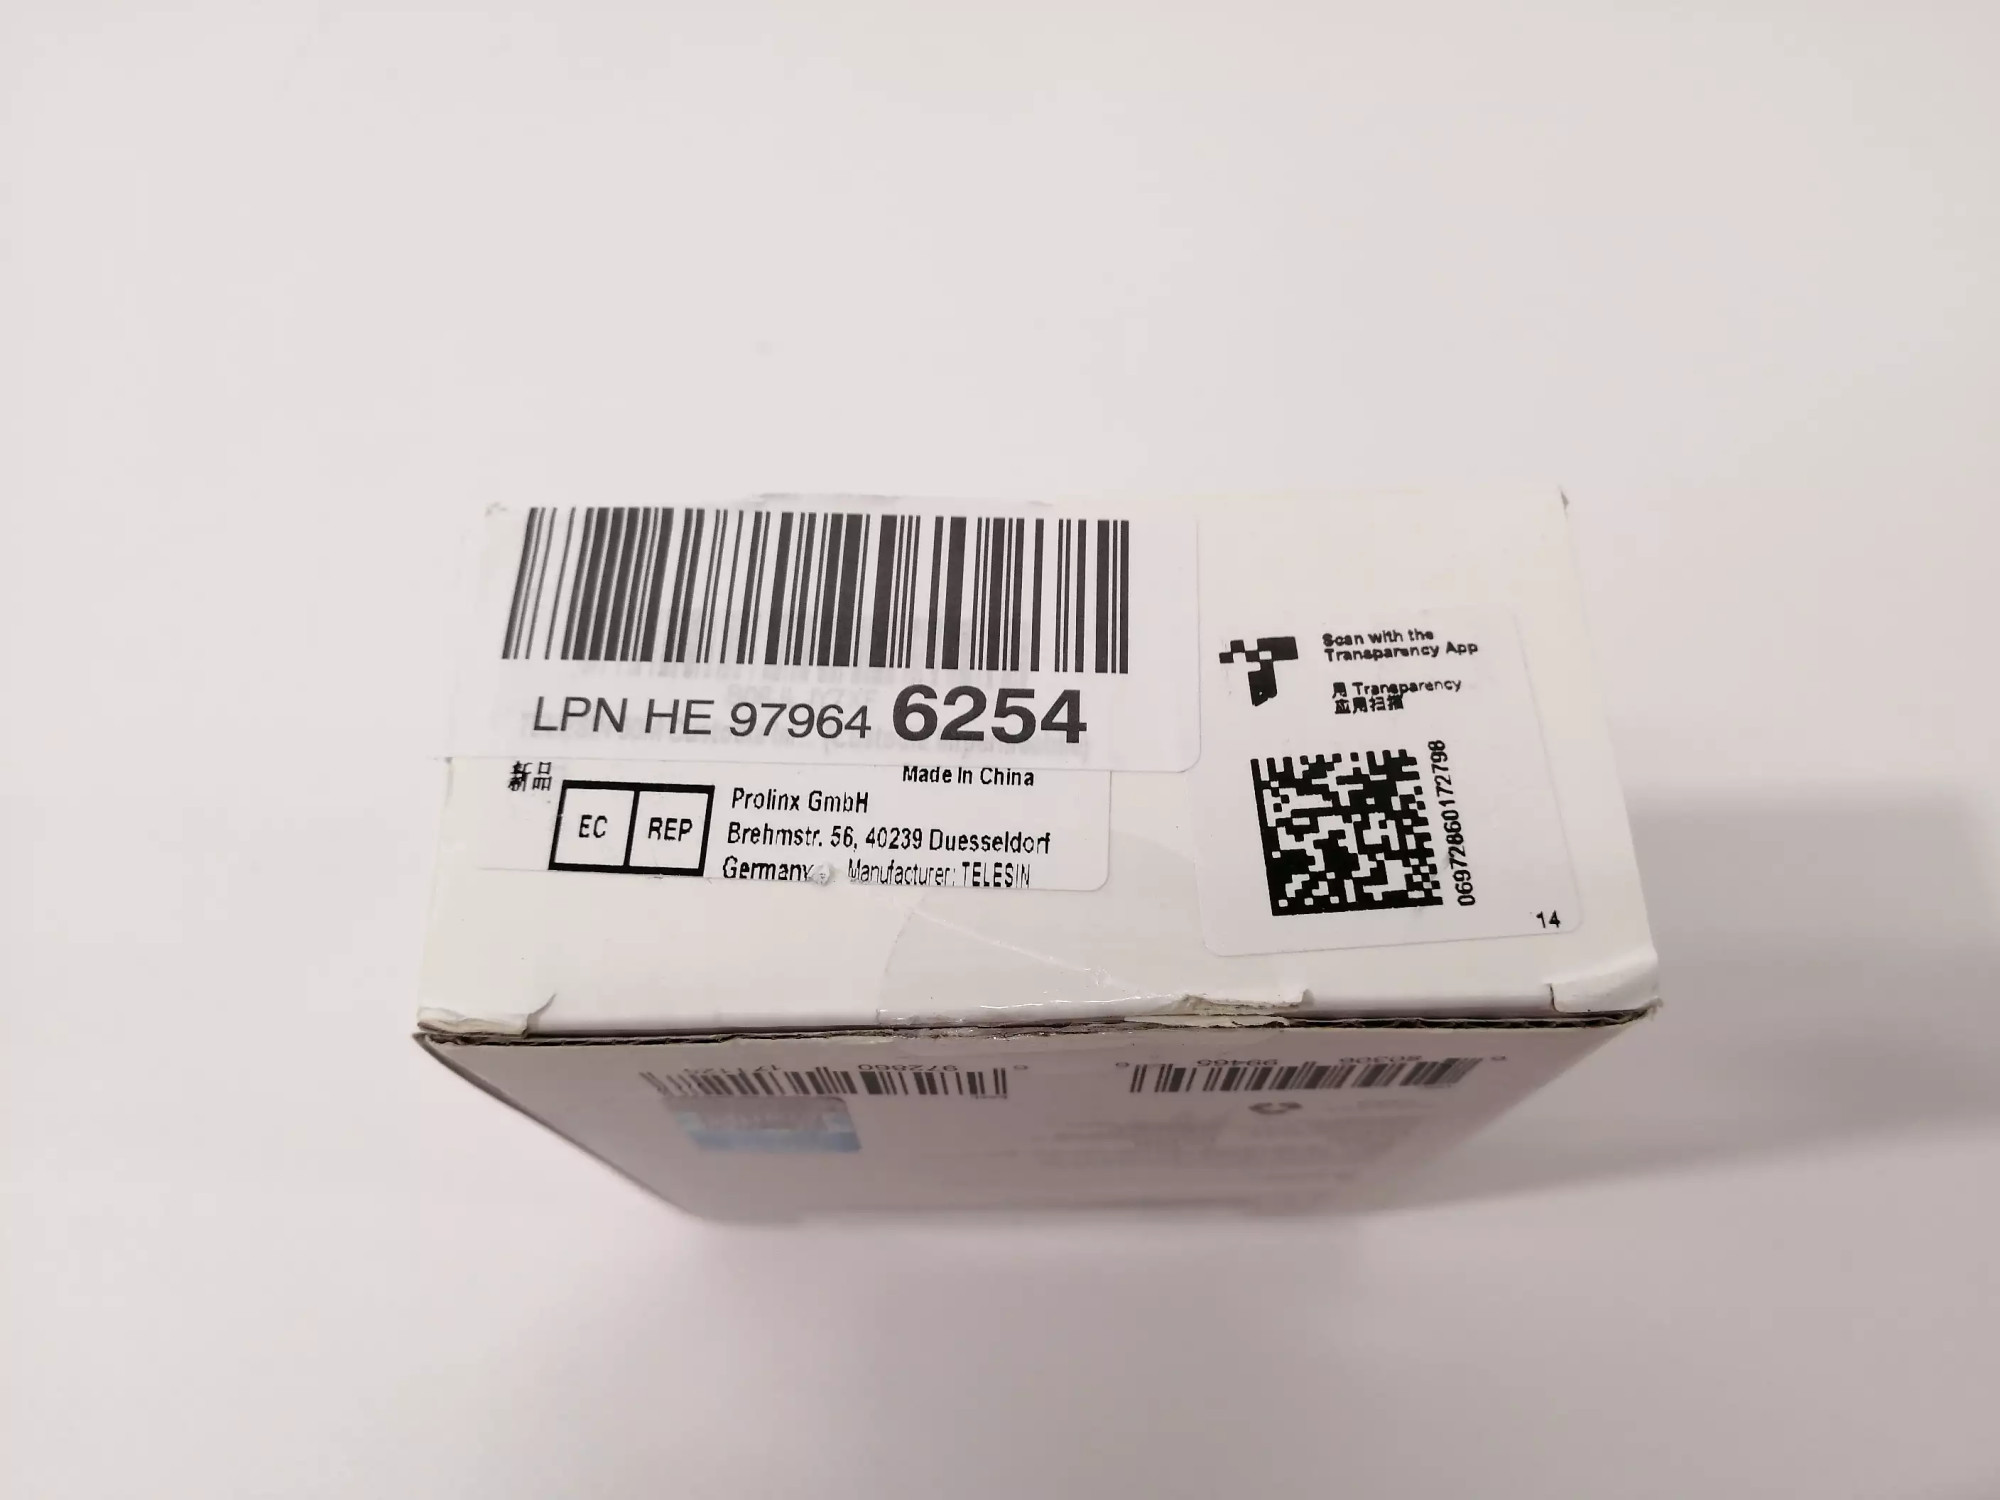 LPN HE 97964 6254
新品
Made In China
EC REP
Prolinx GmbH
Brehmstr. 56, 40239 Duesseldorf
Germany
Manufacturer: TELESIN
Scan with the
Transparency App
用 Transparency
应用扫描
06972860172798
14